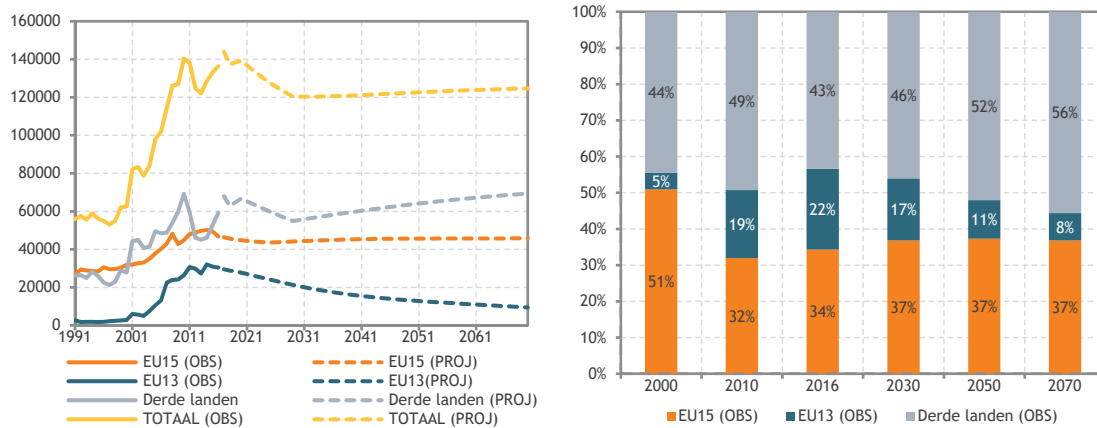 160000
140000
120000
100000
80000
60000
40000
20000
0
1991 2001 2011 2021 2031 2041 2051 2061
EU15 (OBS) EU15 (PROJ)
EU13 (OBS) EU13(PROJ)
Derde landen Derde landen (PROJ)
TOTAAL (OBS) TOTAAL (PROJ)
100%
90%
80%
70%
60%
50%
40%
30%
20%
10%
0%
44% 49% 43% 46% 52% 56%
5% 19% 22% 17% 11% 8%
51% 32% 34% 37% 37% 37%
2000 2010 2016 2030 2050 2070
EU15 (OBS) EU13 (OBS) Derde landen (OBS)